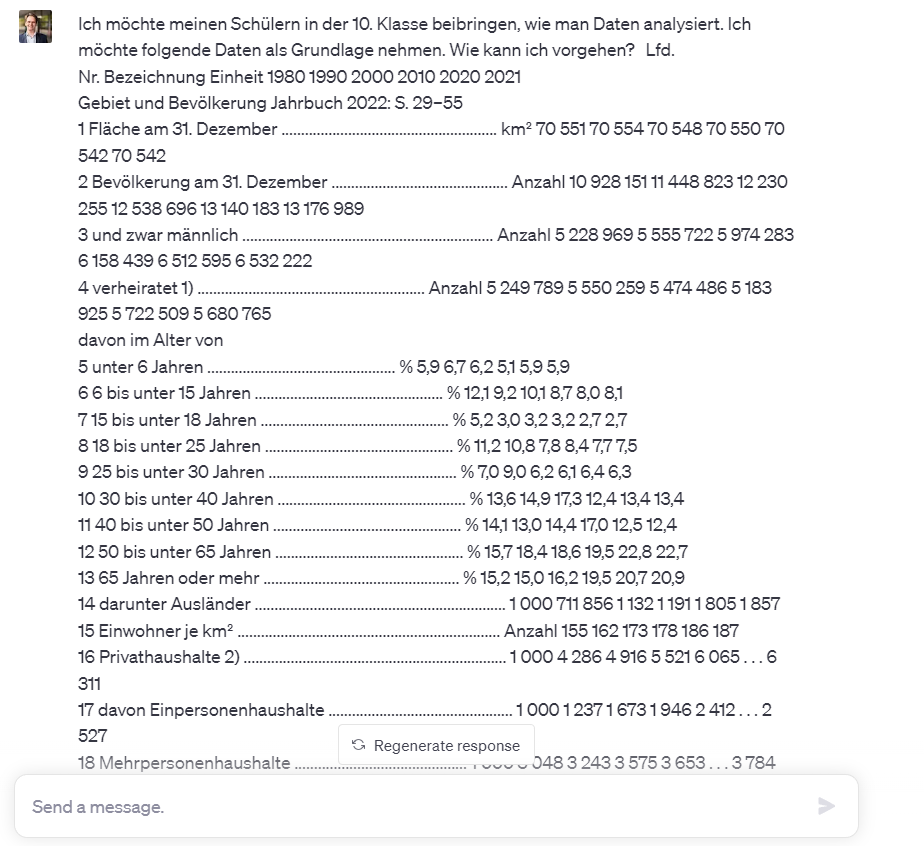 Ich möchte meinen Schülern in der 10. Klasse beibringen, wie man Daten analysiert. Ich
möchte folgende Daten als Grundlage nehmen. Wie kann ich vorgehen?   Lfd.
Nr. Bezeichnung Einheit 1980 1990 2000 2010 2020 2021
Gebiet und Bevölkerung Jahrbuch 2022: S. 29–55
1 Fläche am 31. Dezember ...................................................... km² 70 551 70 554 70 548 70 550 70
542 70 542
2 Bevölkerung am 31. Dezember ............................................ Anzahl 10 928 151 11 448 823 12 230
255 12 538 696 13 140 183 13 176 989
3 und zwar männlich ............................................................... Anzahl 5 228 969 5 555 722 5 974 283
6 158 439 6 512 595 6 532 222
4 verheiratet 1) ......................................................... Anzahl 5 249 789 5 550 259 5 474 486 5 183
925 5 722 509 5 680 765
davon im Alter von
5 unter 6 Jahren ............................................... % 5,9 6,7 6,2 5,1 5,9 5,9
6 6 bis unter 15 Jahren ............................................... % 12,1 9,2 10,1 8,7 8,0 8,1
7 15 bis unter 18 Jahren ............................................... % 5,2 3,0 3,2 3,2 2,7 2,7
8 18 bis unter 25 Jahren ............................................... % 11,2 10,8 7,8 8,4 7,7 7,5
9 25 bis unter 30 Jahren ............................................... % 7,0 9,0 6,2 6,1 6,4 6,3
10 30 bis unter 40 Jahren ............................................... % 13,6 14,9 17,3 12,4 13,4 13,4
11 40 bis unter 50 Jahren ............................................... % 14,1 13,0 14,4 17,0 12,5 12,4
12 50 bis unter 65 Jahren ................................................ % 15,7 18,4 18,6 19,5 22,8 22,7
13 65 Jahren oder mehr ................................................. % 15,2 15,0 16,2 19,5 20,7 20,9
14 darunter Ausländer ............................................................... 1 000 711 856 1 132 1 191 1 805 1 857
15 Einwohner je km² .................................................................. Anzahl 155 162 173 178 186 187
16 Privathaushalte 2) .................................................................. 1 000 4 286 4 916 5 521 6 065 . . . 6
311
17 davon Einpersonenhaushalte .............................................. 1 000 1 237 1 673 1 946 2 412 . . . 2
527
Regenerate response
18 Mehrpersonenhaushalte ........................................... 1 000 3 048 3 243 3 575 3 653 . . . 3 784
Send a message.